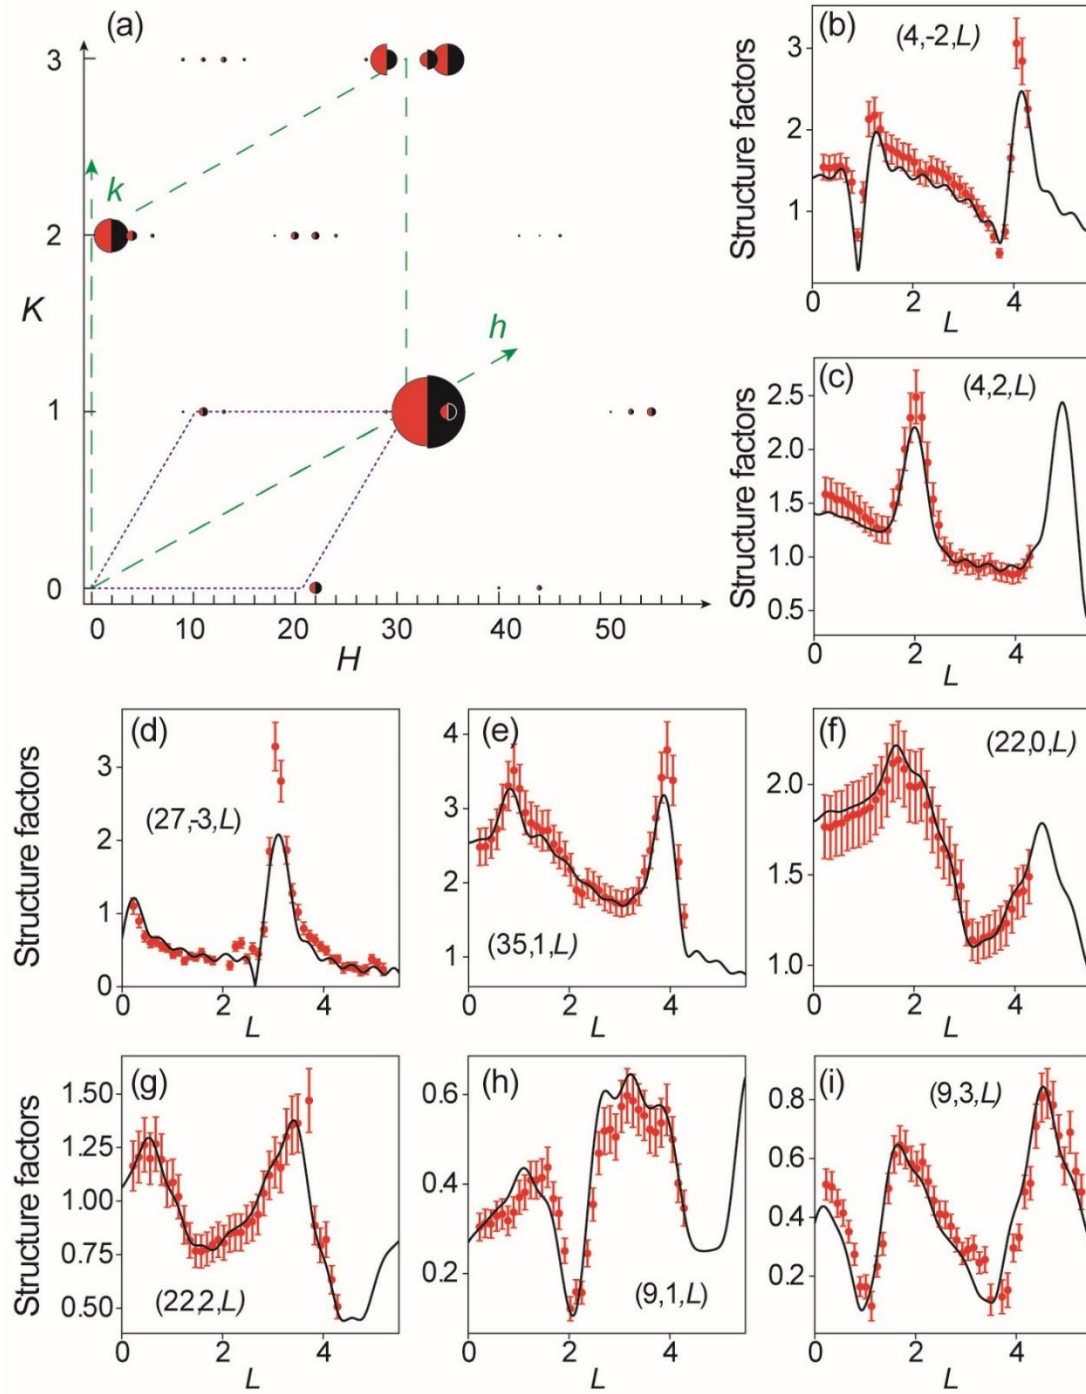 (a)
3
2
1
0
K
k
h
0 10 20 30 40 50
H
(b)
(4,-2,L)
Structure factors
3
2
1
0 2 4
L
(c)
(4,2,L)
Structure factors
2.5
2.0
1.5
1.0
0.5
0 2 4
L
(d)
(27,-3,L)
Structure factors
3
2
1
0
0 2 4
L
(e)
(35,1,L)
4
3
2
1
0 2 4
L
(f)
(22,0,L)
2.0
1.5
1.0
0 2 4
L
(g)
(22,2,L)
Structure factors
1.50
1.25
1.00
0.75
0.50
0 2 4
L
(h)
(9,1,L)
0.6
0.4
0.2
0 2 4
L
(i)
(9,3,L)
0.8
0.6
0.4
0.2
0 2 4
L